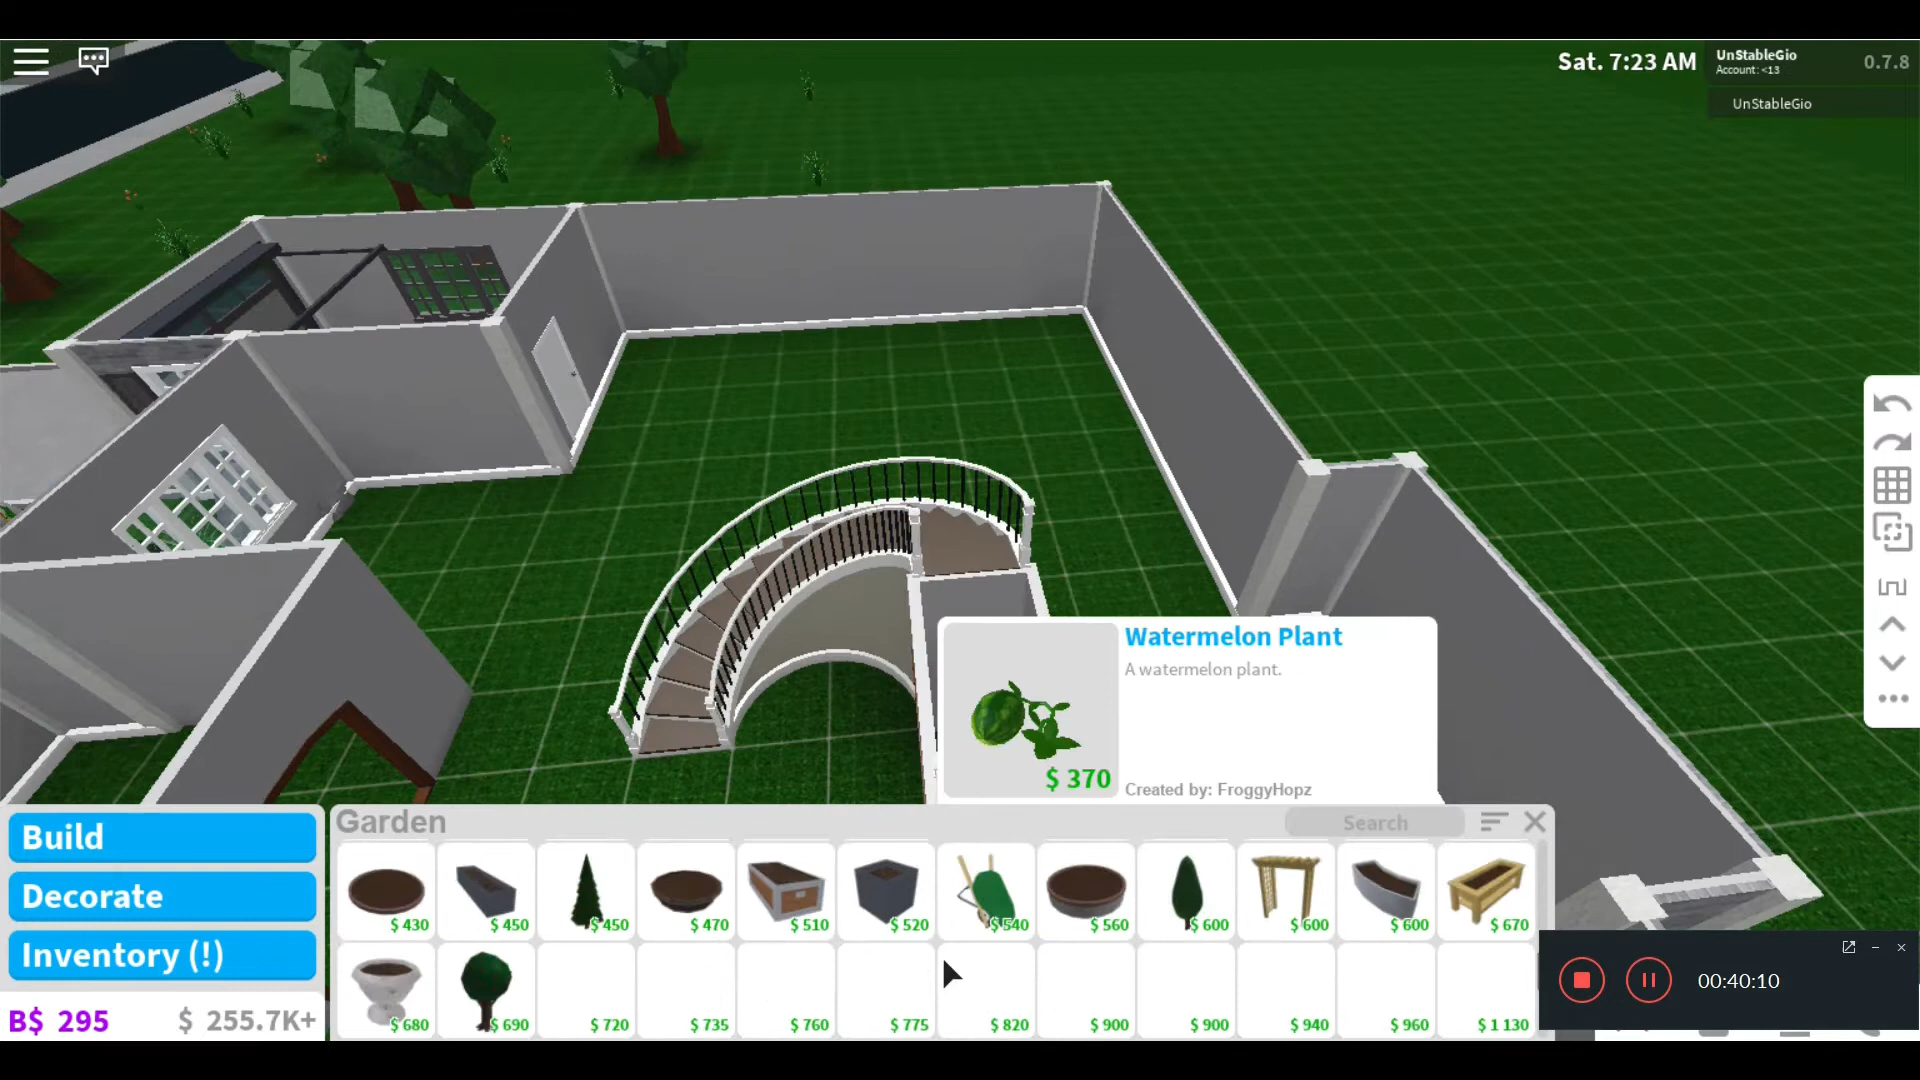 Sat. 7:23 AM
UnStableGio
Account: <13
0.7.8
UnStableGio
Watermelon Plant
A watermelon plant.
$ 370
Created by: FroggyHopz
Build
Decorate
Inventory (!)
B$ 295
$ 255.7K+
Garden
Search
$ 430
$ 450
$ 450
$ 470
$ 510
$ 520
$ 540
$ 560
$ 600
$ 600
$ 600
$ 670
$ 680
$ 690
$ 720
$ 735
$ 760
$ 775
$ 820
$ 900
$ 900
$ 940
$ 960
$ 1 130
00:40:10